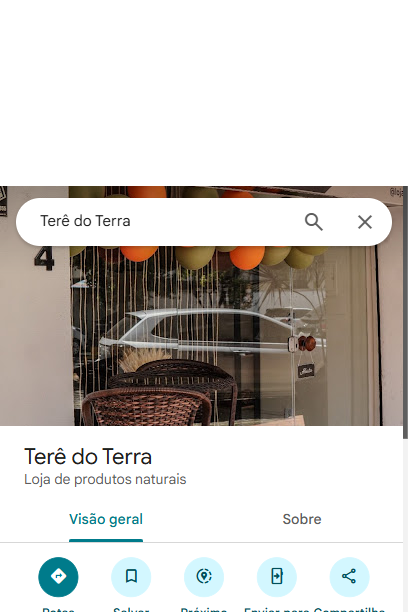 Terê do Terra
4
Terê do Terra
Loja de produtos naturais
Visão geral
Sobre
Rotas
Salvar
Próximo
Enviar para
Compartilhe